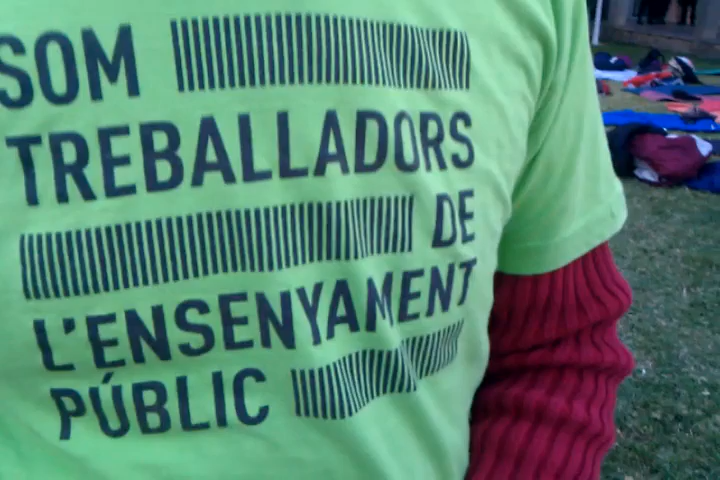 SOM
TREBALLADORS
DE
L'ENSENYAMENT
PÚBLIC